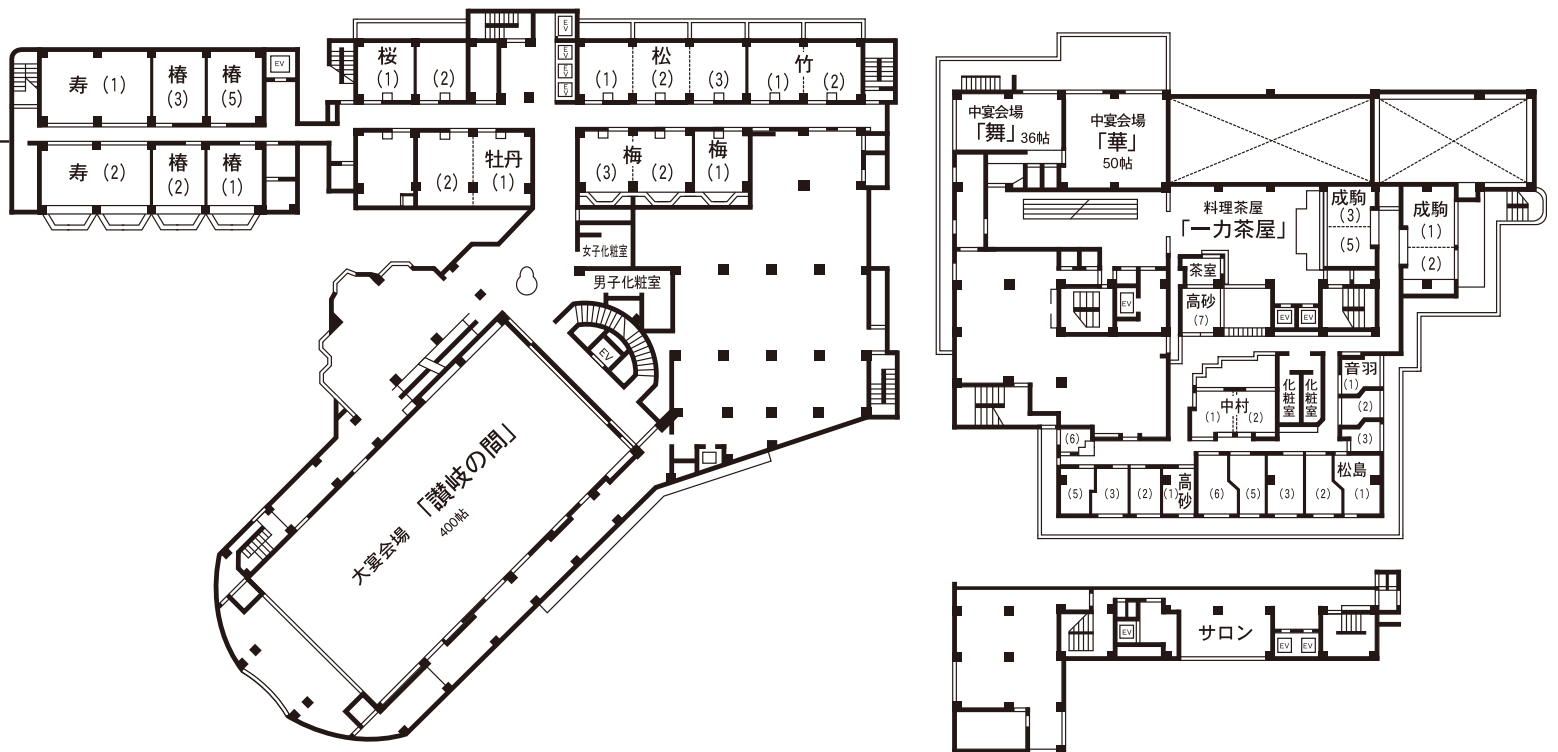 寿 (1)
椿
(3)
椿
(5)
EV
寿 (2)
椿
(2)
椿
(1)
桜
(1)
(2)
EV
EV
EV
EV
(1)
松
(2)
(3)
竹
(1)
(2)
(2)
牡丹
(1)
(3)
梅
(2)
梅
(1)
女子化粧室
男子化粧室
EV
大宴会場 「讃岐の間」
400帖
中宴会場
「舞」 36帖
中宴会場
「華」
50帖
料理茶屋
「一力茶屋」
成駒
(3)
(5)
成駒
(1)
(2)
茶室
高砂
(7)
EV
EV
EV
中村
(1)
(2)
化粧室
化粧室
音羽
(1)
(2)
(3)
(6)
(5)
(3)
(2)
高砂
(1)
(6)
(5)
(3)
(2)
松島
(1)
EV
サロン
EV
EV